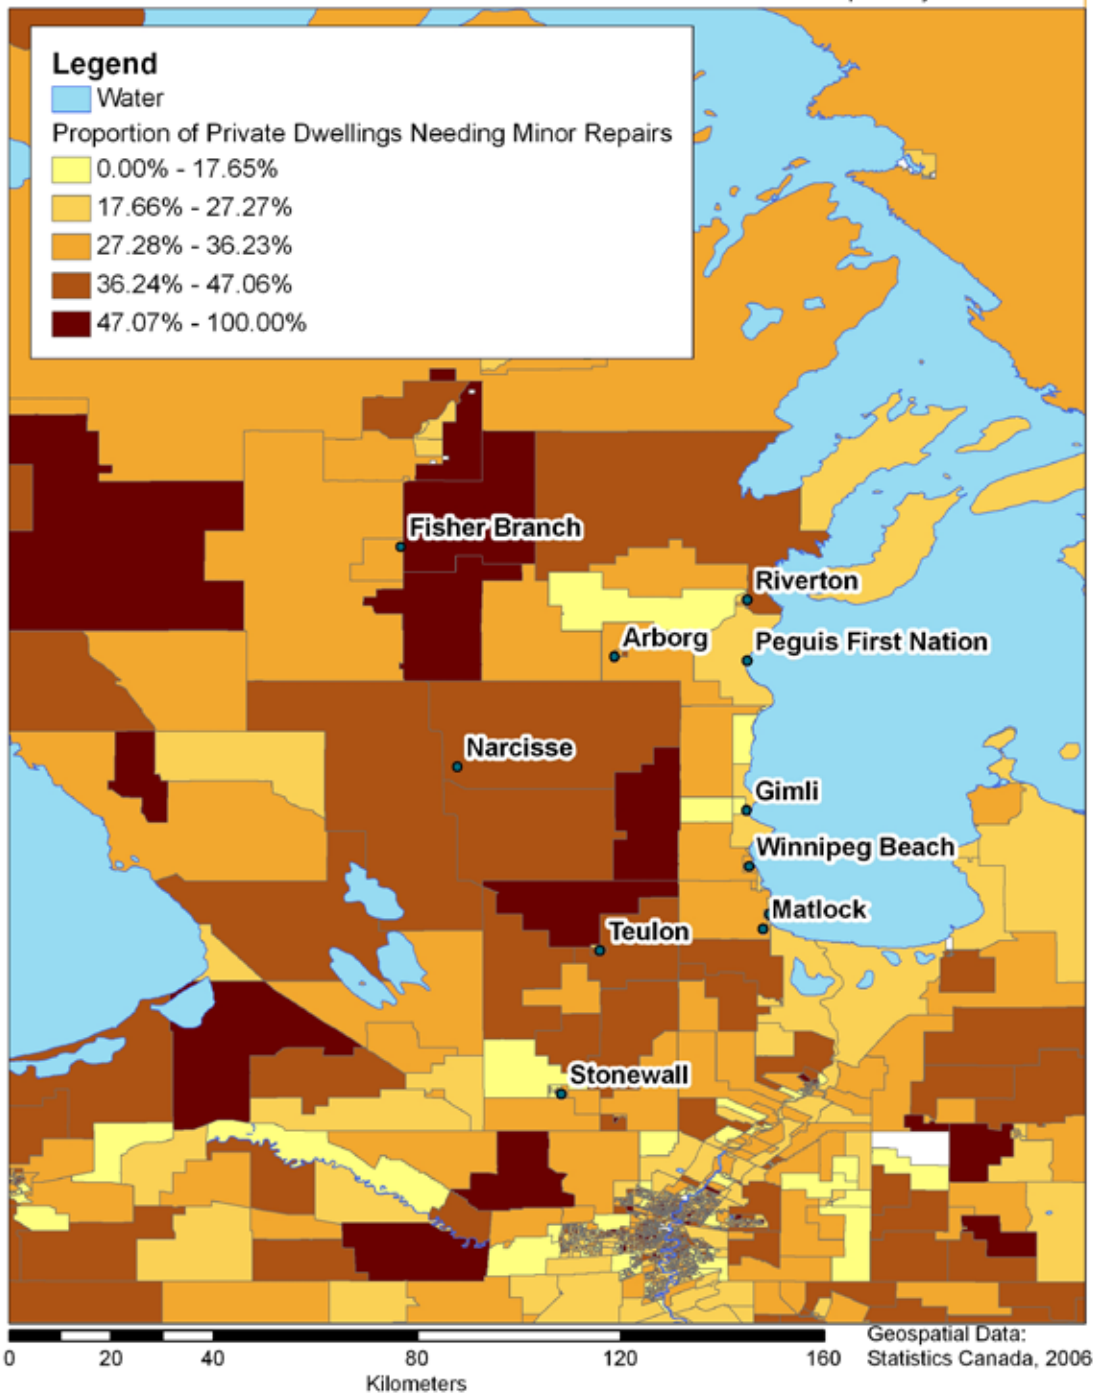 Legend
Water
Proportion of Private Dwellings Needing Minor Repairs
0.00% - 17.65%
17.66% - 27.27%
27.28% - 36.23%
36.24% - 47.06%
47.07% - 100.00%
Fisher Branch
Riverton
Arborg
Peguis First Nation
Narcisse
Gimli
Winnipeg Beach
Matlock
Teulon
Stonewall
0 20 40 80 120 160
Kilometers
Geospatial Data:
Statistics Canada, 2006